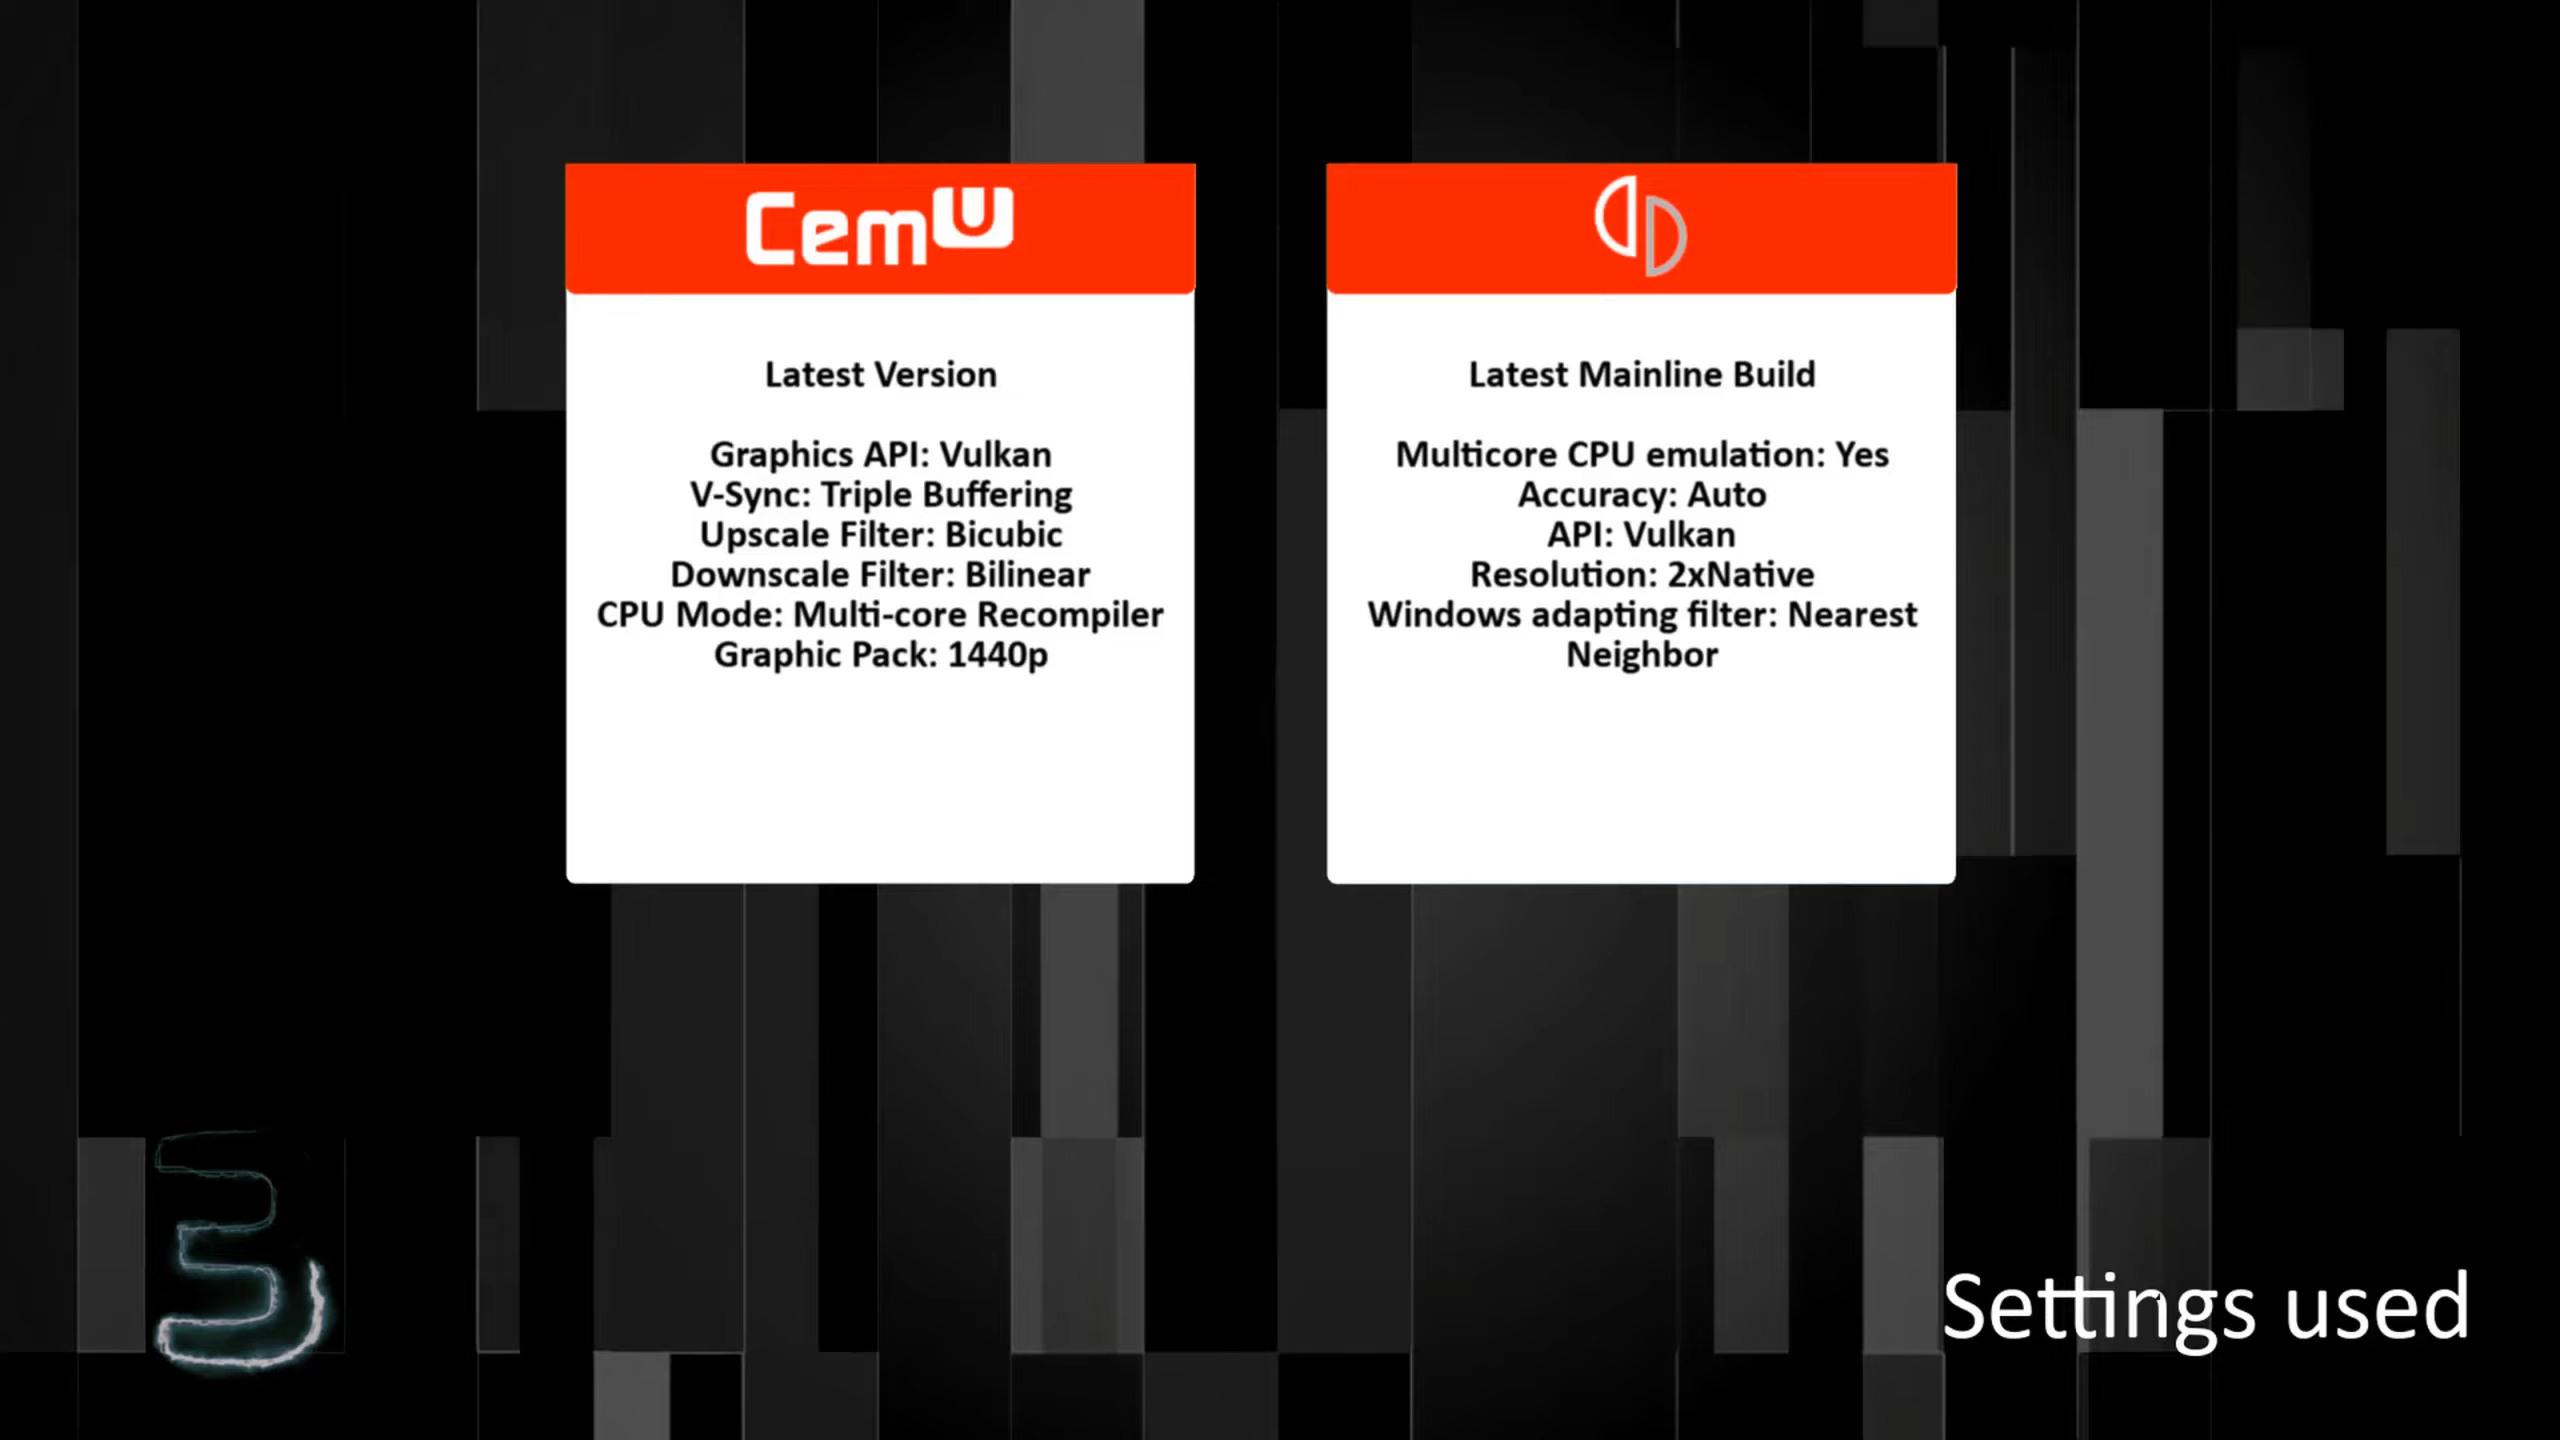 CemU
Latest Version
Graphics API: Vulkan
V-Sync: Triple Buffering
Upscale Filter: Bicubic
Downscale Filter: Bilinear
CPU Mode: Multi-core Recompiler
Graphic Pack: 1440p
Latest Mainline Build
Multicore CPU emulation: Yes
Accuracy: Auto
API: Vulkan
Resolution: 2xNative
Windows adapting filter: Nearest
Neighbor
Settings used